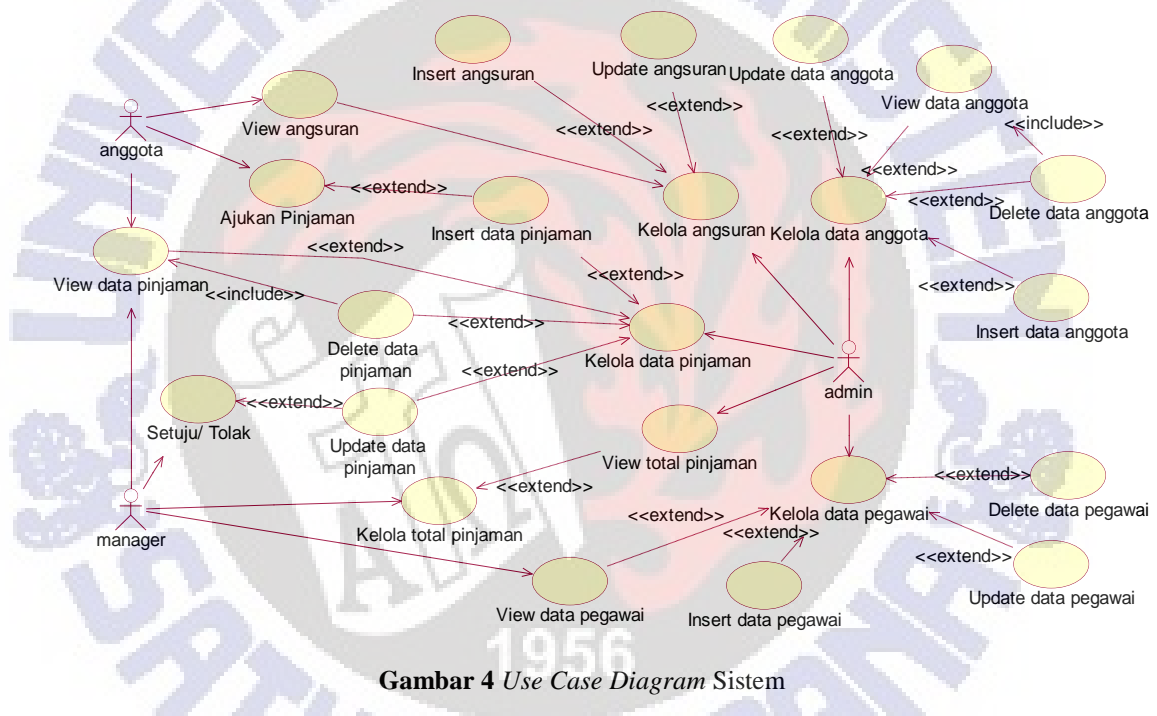 Insert angsuran
Update angsuran
Update data anggota
View data anggota
<<extend>>
<<include>>
View angsuran
<<extend>>
<<extend>>
anggota
<<extend>>
<<extend>>
Ajukan Pinjaman
<<extend>>
Delete data anggota
Insert data pinjaman
Kelola angsuran
Kelola data anggota
<<extend>>
View data pinjaman
<<include>>
<<extend>>
<<extend>>
<<extend>>
Insert data anggota
Delete data
pinjaman
Kelola data pinjaman
<<extend>>
admin
<<extend>>
Setuju/ Tolak
Update data
pinjaman
View total pinjaman
<<extend>>
<<extend>>
Kelola data pegawai
Delete data pegawai
manager
Kelola total pinjaman
<<extend>>
<<extend>>
<<extend>>
View data pegawai
Insert data pegawai
Update data pegawai
1956
Gambar 4 Use Case Diagram Sistem